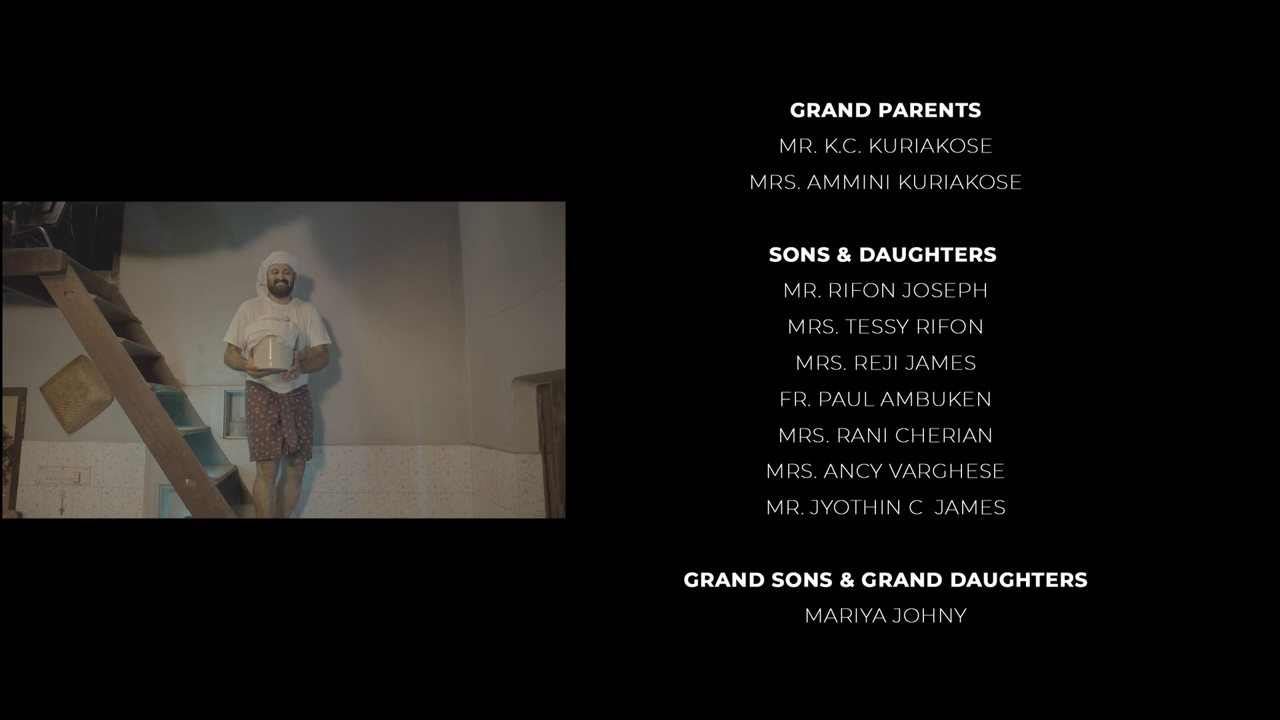 GRAND PARENTS
MR. K.C. KURIAKOSE
MRS. AMMINI KURIAKOSE
SONS & DAUGHTERS
MR. RIFON JOSEPH
MRS. TESSY RIFON
MRS. REJI JAMES
FR. PAUL AMBUKEN
MRS. RANI CHERIAN
MRS. ANCY VARGHESE
MR. JYOTHIN C  JAMES
GRAND SONS & GRAND DAUGHTERS
MARIYA JOHNY